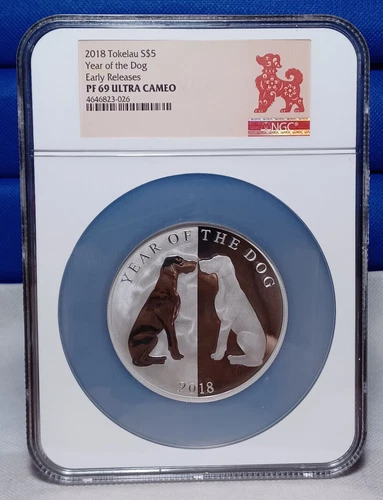 2018 Tokelau S$5
Year of the Dog
Early Releases
PF 69 ULTRA CAMEO
4646823-026
NGC
YEAR OF THE DOG
2018